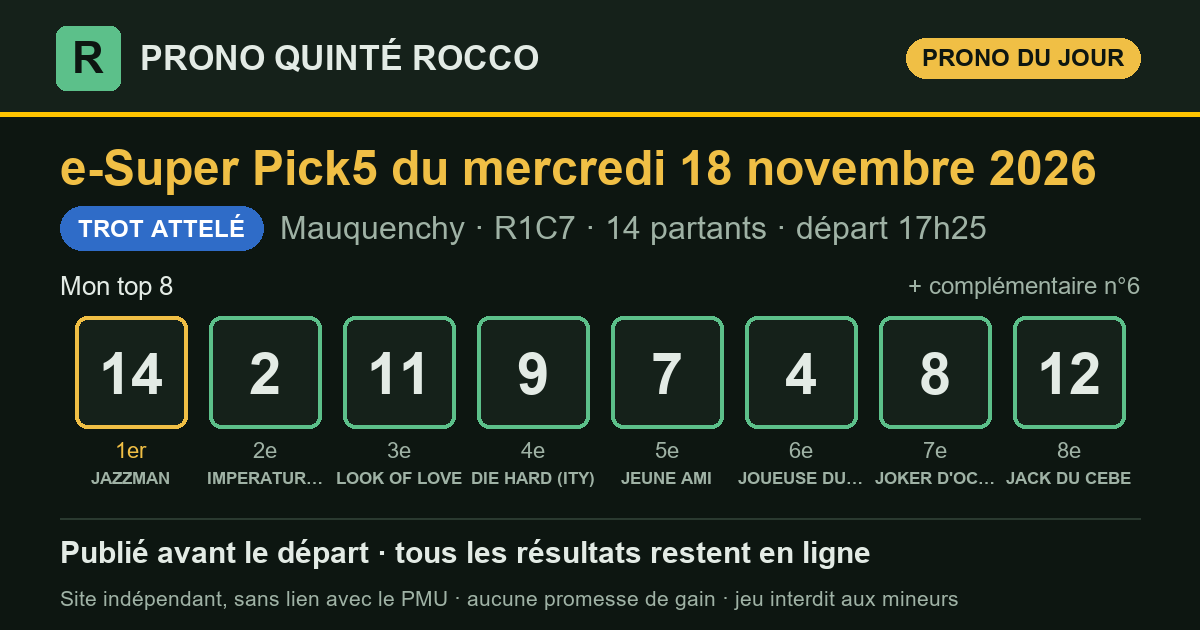 R PRONO QUINTÉ ROCCO PRONO DU JOUR
e-Super Pick5 du mercredi 18 novembre 2026
TROT ATTELÉ Mauquenchy · R1C7 · 14 partants · départ 17h25
Mon top 8 + complémentaire n°6
14 2 11 9 7 4 8 12
1er 2e 3e 4e 5e 6e 7e 8e
JAZZMAN IMPERATUR... LOOK OF LOVE DIE HARD (ITY) JEUNE AMI JOUEUSE DU... JOKER D'OC... JACK DU CEBE
Publié avant le départ · tous les résultats restent en ligne
Site indépendant, sans lien avec le PMU · aucune promesse de gain · jeu interdit aux mineurs